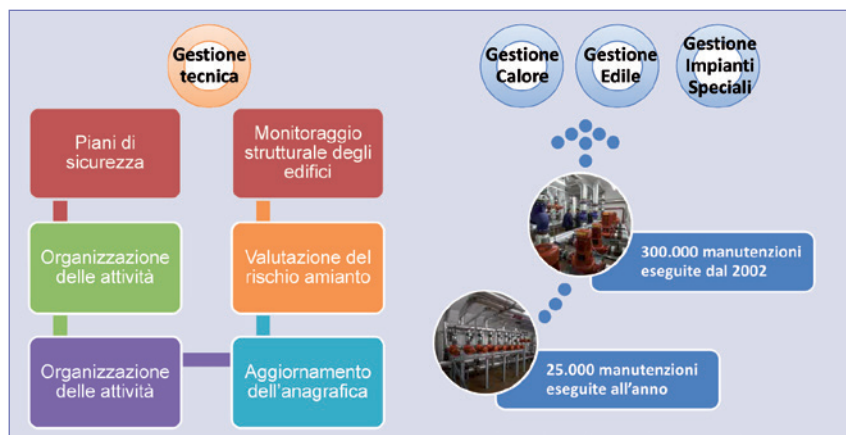 Gestione
tecnica
Gestione
Calore
Gestione
Edile
Gestione
Impianti
Speciali
Piani di
sicurezza
Monitoraggio
strutturale degli
edifici
Organizzazione
delle attività
Valutazione del
rischio amianto
Organizzazione
delle attività
Aggiornamento
dell'anagrafica
300.000 manutenzioni
eseguite dal 2002
25.000 manutenzioni
eseguite all'anno